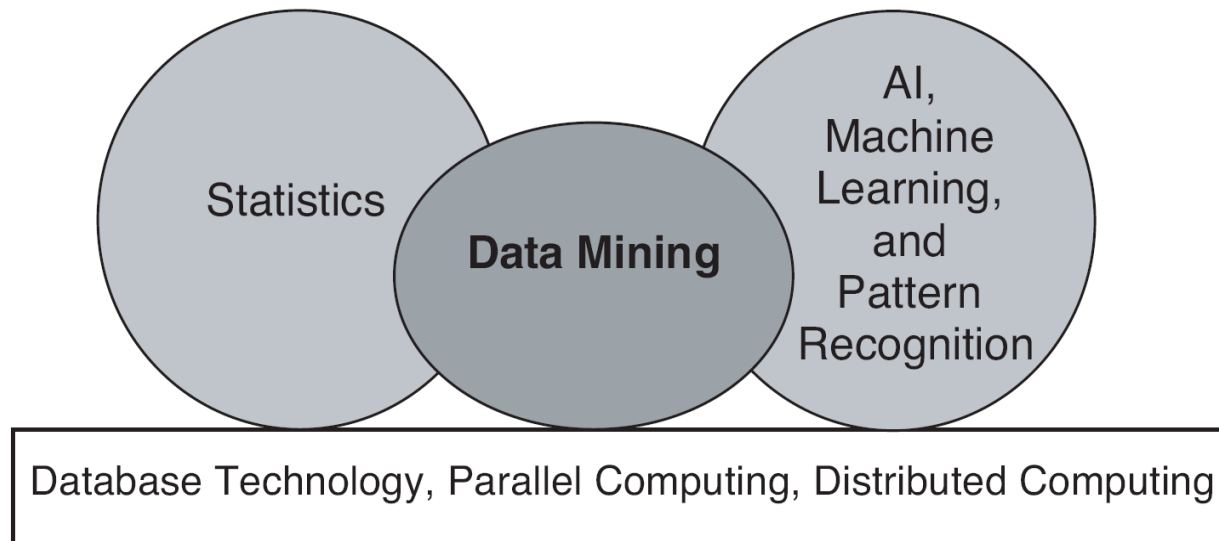 Statistics
Data Mining
AI,
Machine
Learning,
and
Pattern
Recognition
Database Technology, Parallel Computing, Distributed Computing